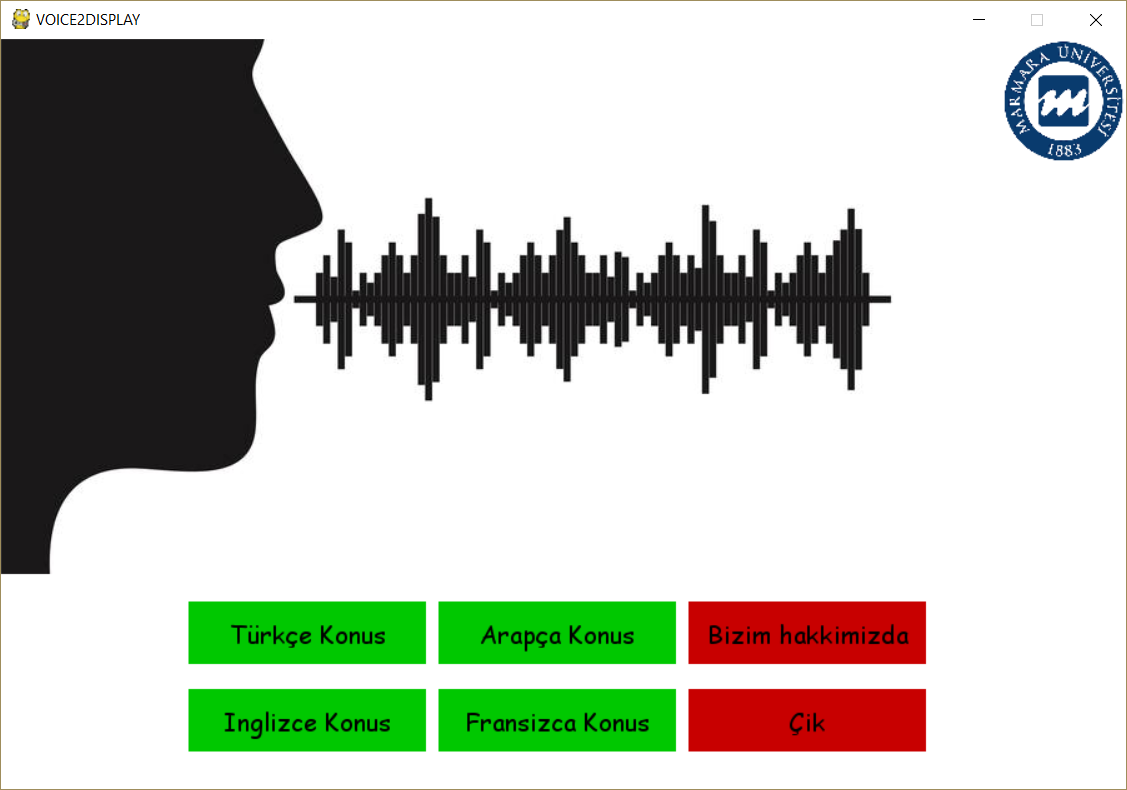 VOICE2DISPLAY
MARMARA ÜNİVERSİTESİ
1883
Türkçe Konus
Arapça Konus
Bizim hakkimizda
Inglizce Konus
Fransizca Konus
Çik